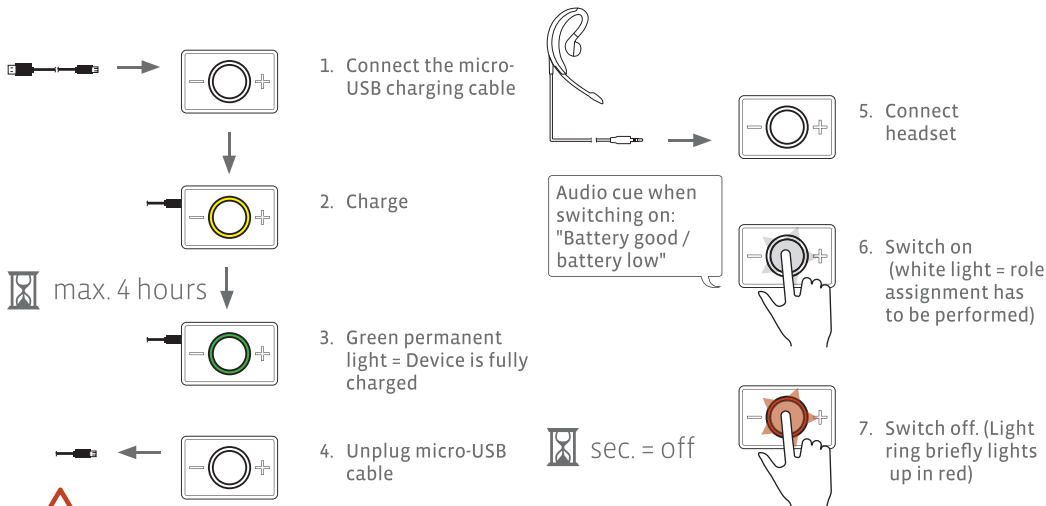 1. Connect the micro-
USB charging cable
2. Charge
max. 4 hours
3. Green permanent
light = Device is fully
charged
4. Unplug micro-USB
cable
5. Connect
headset
Audio cue when
switching on:
"Battery good /
battery low"
6. Switch on
(white light = role
assignment has
to be performed)
sec. = off
7. Switch off. (Light
ring briefly lights
up in red)